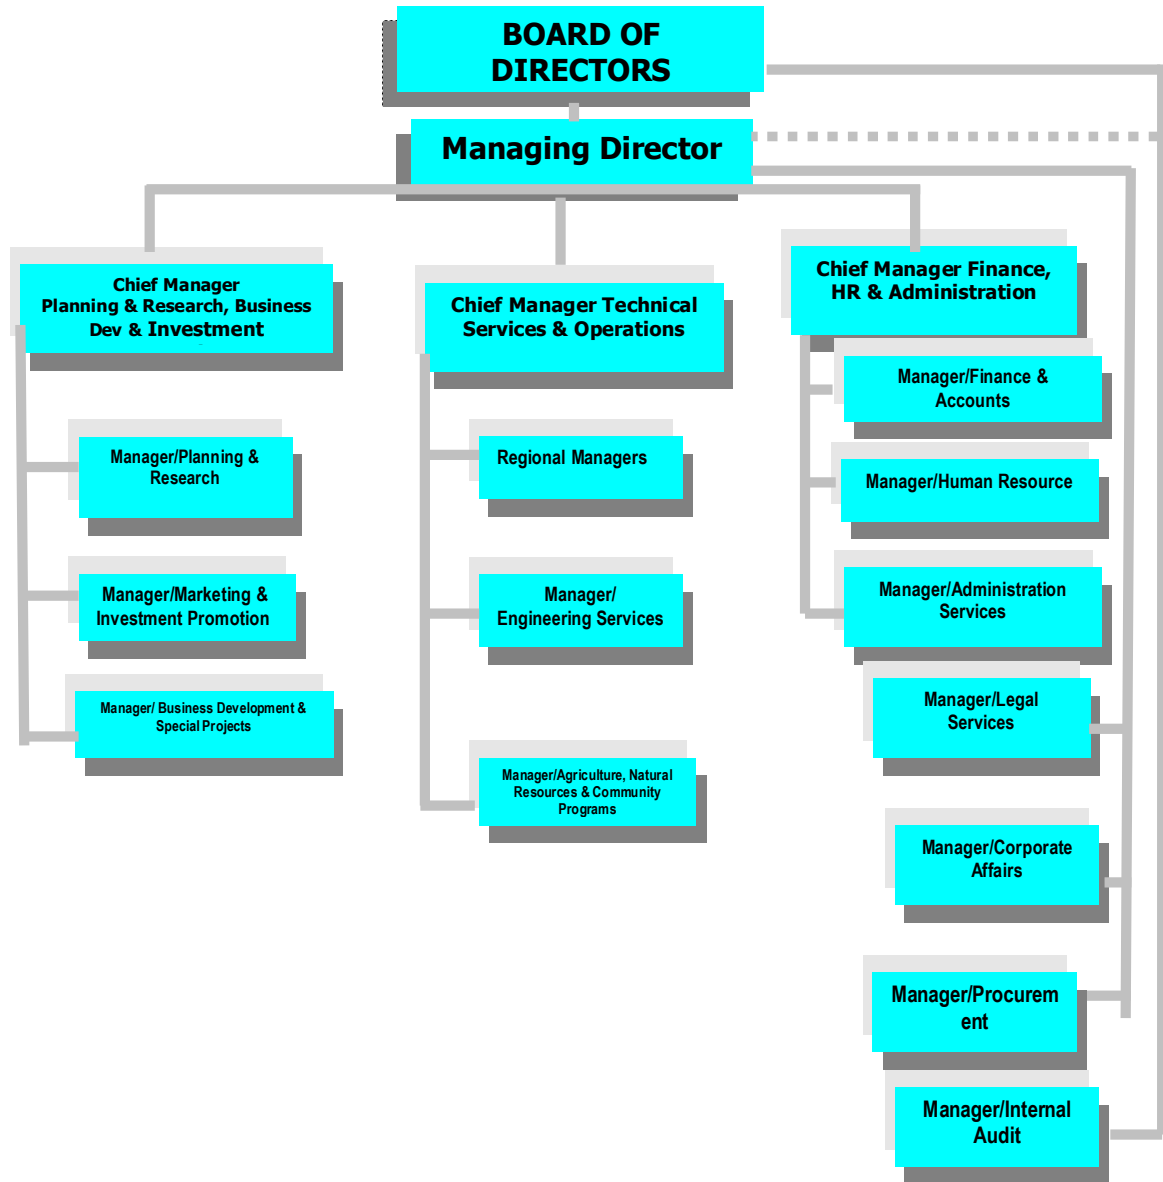 BOARD OF
DIRECTORS
Managing Director
Chief Manager
Planning & Research, Business
Dev & Investment
Chief Manager Technical
Services & Operations
Chief Manager Finance,
HR & Administration
Manager/Planning &
Research
Manager/Marketing &
Investment Promotion
Manager/ Business Development &
Special Projects
Regional Managers
Manager/
Engineering Services
Manager/Agriculture, Natural
Resources & Community
Programs
Manager/Finance &
Accounts
Manager/Human Resource
Manager/Administration
Services
Manager/Legal
Services
Manager/Corporate
Affairs
Manager/Procurem
ent
Manager/Internal
Audit